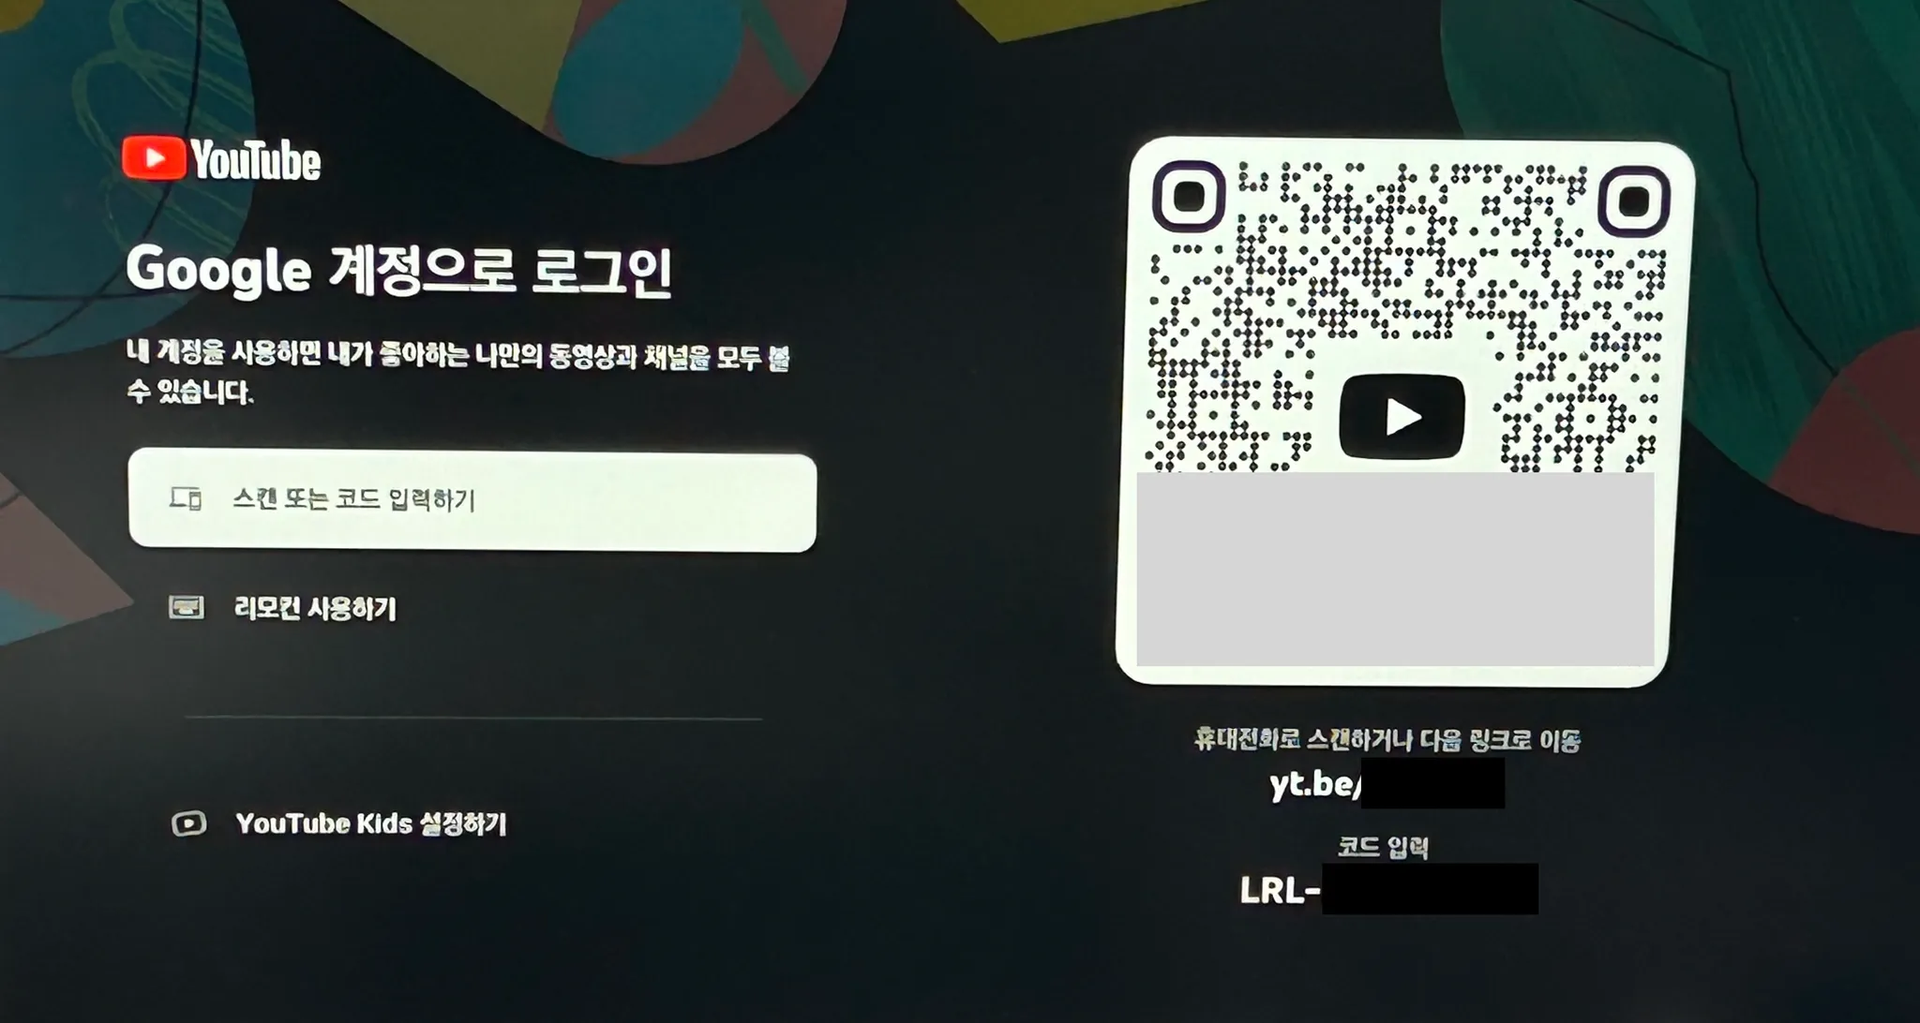 YouTube
Google 계정으로 로그인
내 계정을 사용하면 내가 좋아하는 나만의 동영상과 채널을 모두 볼
수 있습니다.
스캔 또는 코드 입력하기
리모컨 사용하기
YouTube Kids 설정하기
휴대전화로 스캔하거나 다음 링크로 이동
yt.be/
코드 입력
LRL-